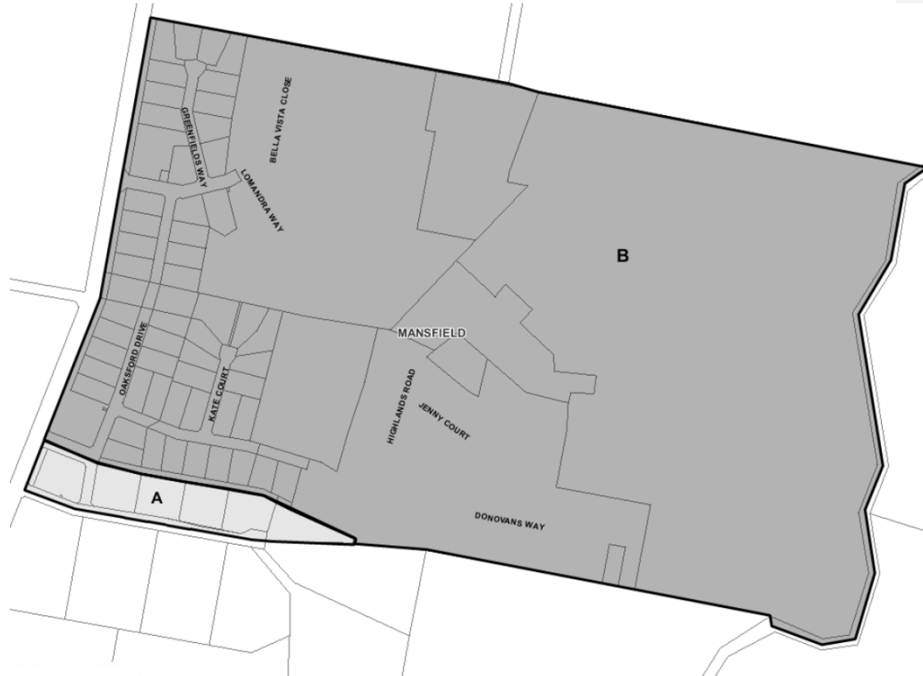 BELLA VISTA CLOSE
GREENFIELDS WAY
LOMANDRA WAY
B
MANSFIELD
OAKSFORD DRIVE
KATE COURT
HIGHLANDS ROAD
JENNY COURT
A
DONOVANS WAY